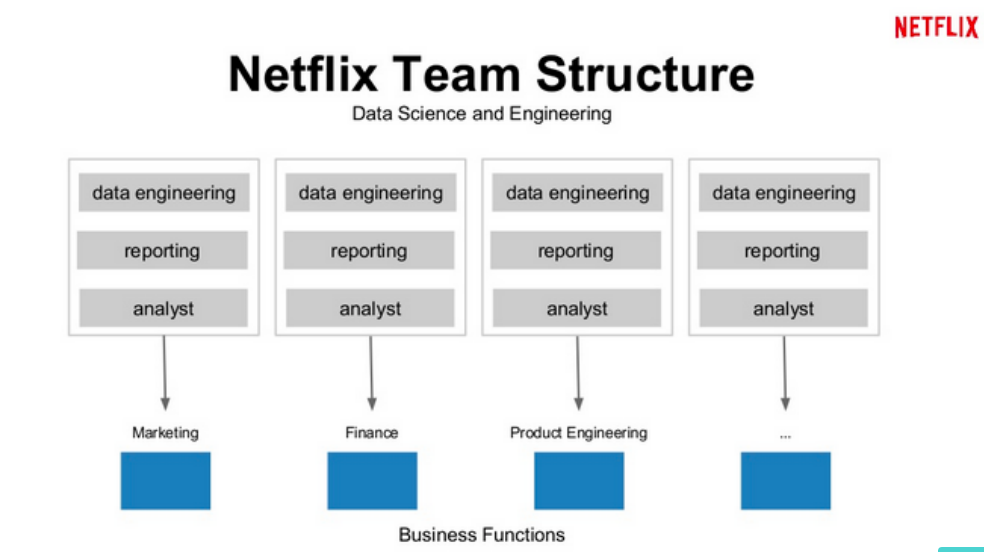 NETFLIX
Netflix Team Structure
Data Science and Engineering
data engineering
data engineering
data engineering
data engineering
reporting
reporting
reporting
reporting
analyst
analyst
analyst
analyst
Marketing
Finance
Product Engineering
...
Business Functions